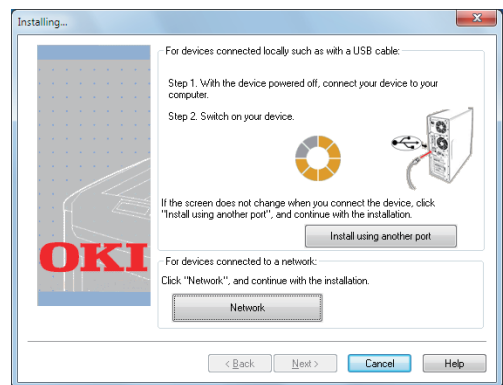 Installing...
For devices connected locally such as with a USB cable:
Step 1. With the device powered off, connect your device to your
computer.
Step 2. Switch on your device.
If the screen does not change when you connect the device, click
"Install using another port", and continue with the installation.
Install using another port
OKI
For devices connected to a network:
Click "Network", and continue with the installation.
Network
< Back
Next >
Cancel
Help